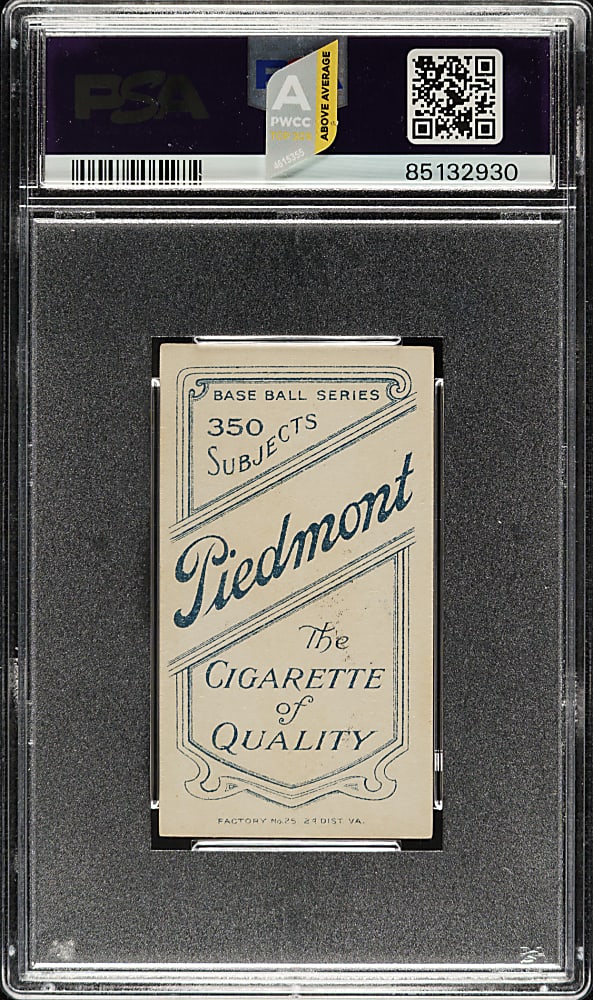 PSA
A
PWCC
ABOVE AVERAGE
4615355
85132930
BASE BALL SERIES
350
SUBJECTS
Piedmont
The
CIGARETTE
of
QUALITY
FACTORY No 25. 2D DIST. VA.